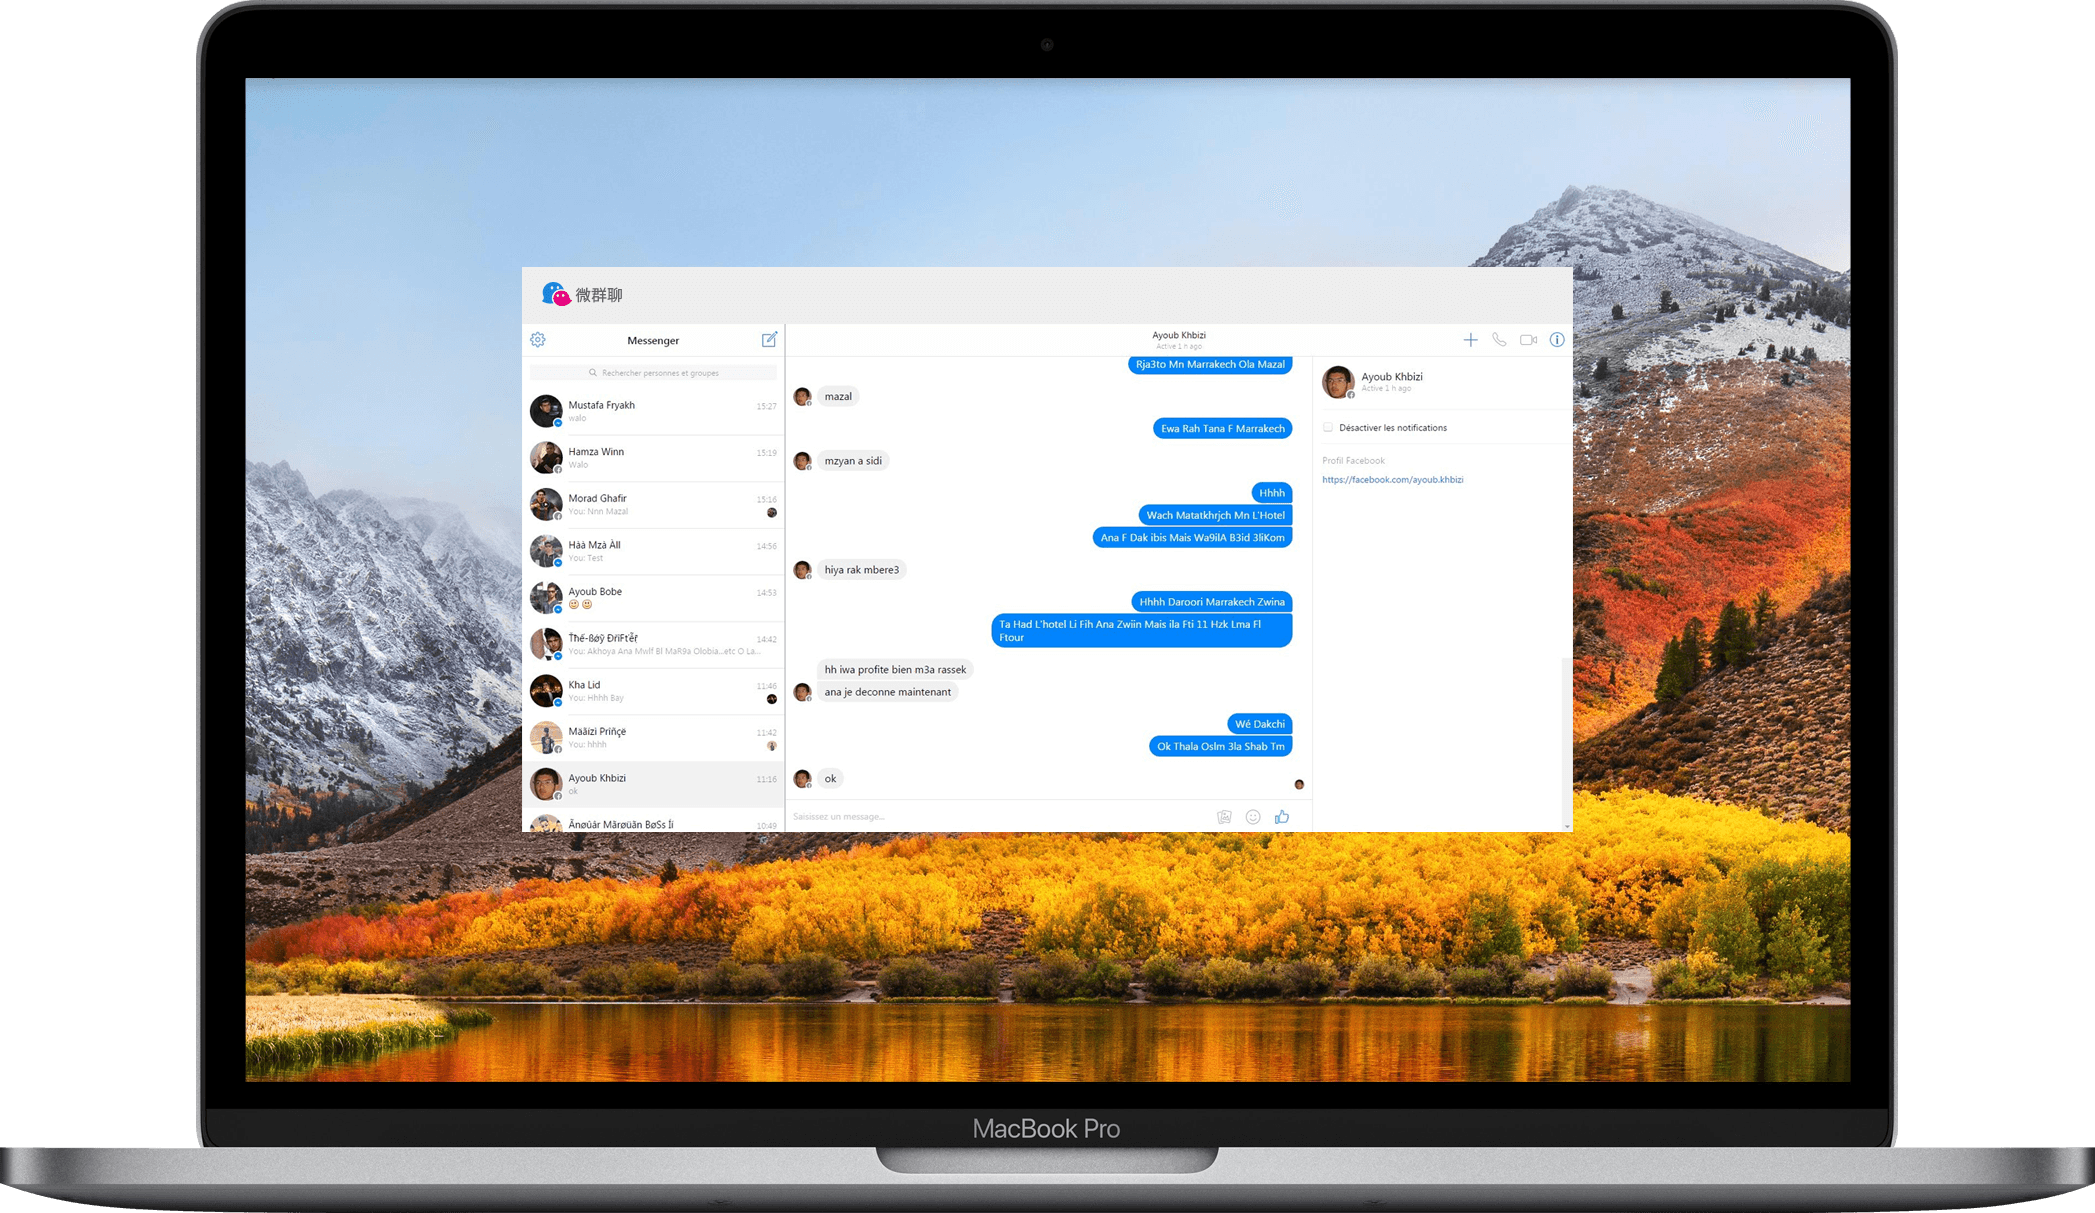 微群聊
Messenger
Rechercher personnes et groupes
Mustafa Fryakh
15:27
walo
Hamza Winn
15:19
Walo
Morad Ghafir
15:16
You: Nnn Mazal
Hàà Mzà Àll
14:56
You: Test
Ayoub Bobe
14:53
14:42
You: Akhoya Ana Mwlf Bl MaR9a Olobia...etc O La...
Kha Lid
11:46
You: Hhhh Bay
Mäãizi Priñçe
11:42
You: hhhh
Ayoub Khbizi
11:16
ok
10:49
Ayoub Khbizi
Active 1 h ago
Rja3to Mn Marrakech Ola Mazal
mazal
Ewa Rah Tana F Marrakech
mzyan a sidi
Hhhh
Wach Matatkhrjch Mn L'Hotel
Ana F Dak ibis Mais Wa9ilA B3id 3liKom
hiya rak mbere3
Hhhh Daroori Marrakech Zwina
Ta Had L'hotel Li Fih Ana Zwiin Mais ila Fti 11 Hzk Lma Fl
Ftour
hh iwa profite bien m3a rassek
ana je deconne maintenant
Wé Dakchi
Ok Thala Oslm 3la Shab Tm
ok
Saisissez un message...
Ayoub Khbizi
Active 1 h ago
Désactiver les notifications
Profil Facebook
https://facebook.com/ayoub.khbizi
MacBook Pro